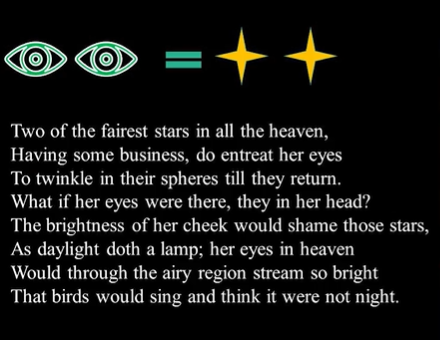 Two of the fairest stars in all the heaven,
Having some business, do entreat her eyes
To twinkle in their spheres till they return.
What if her eyes were there, they in her head?
The brightness of her cheek would shame those stars,
As daylight doth a lamp; her eyes in heaven
Would through the airy region stream so bright
That birds would sing and think it were not night.